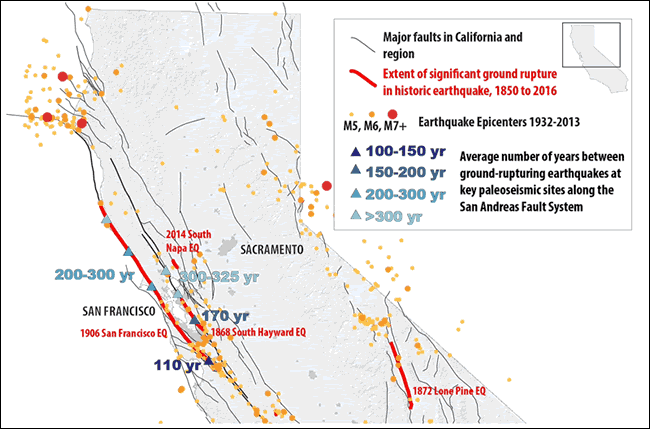 Major faults in California and
region
Extent of significant ground rupture
in historic earthquake, 1850 to 2016
M5, M6, M7+ Earthquake Epicenters 1932-2013
100-150 yr
150-200 yr
200-300 yr
>300 yr
Average number of years between
ground-rupturing earthquakes at
key paleoseismic sites along the
San Andreas Fault System
2014 South
Napa EQ
SACRAMENTO
200-300 yr
300-325 yr
SAN FRANCISCO
170 yr
1906 San Francisco EQ
1868 South Hayward EQ
110 yr
1872 Lone Pine EQ